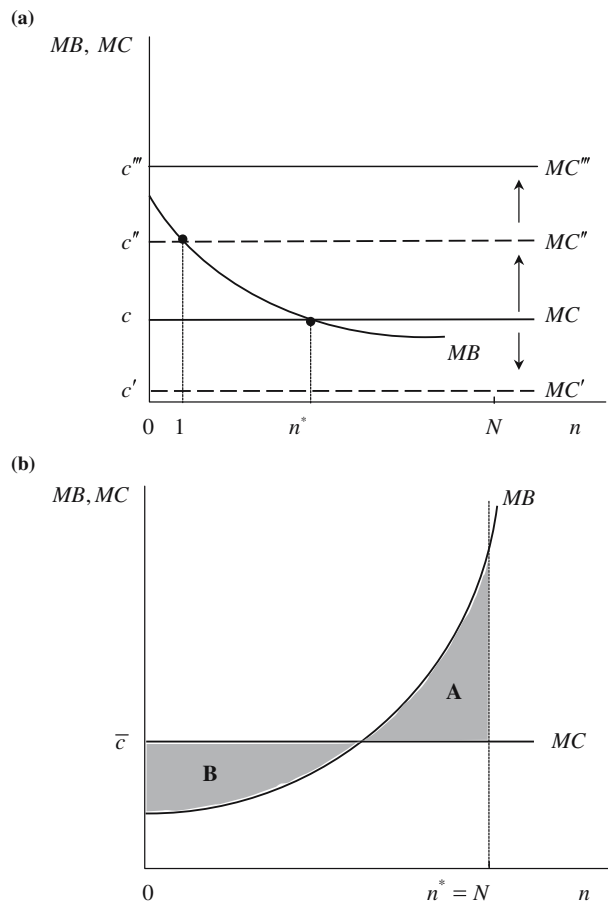 (a)
MB, MC
c‴ MC‴
c″ MC″
c MC
MB
c′ MC′
0 1 n* N n
(b)
MB, MC MB
A
c̅ MC
B
0 n* = N n